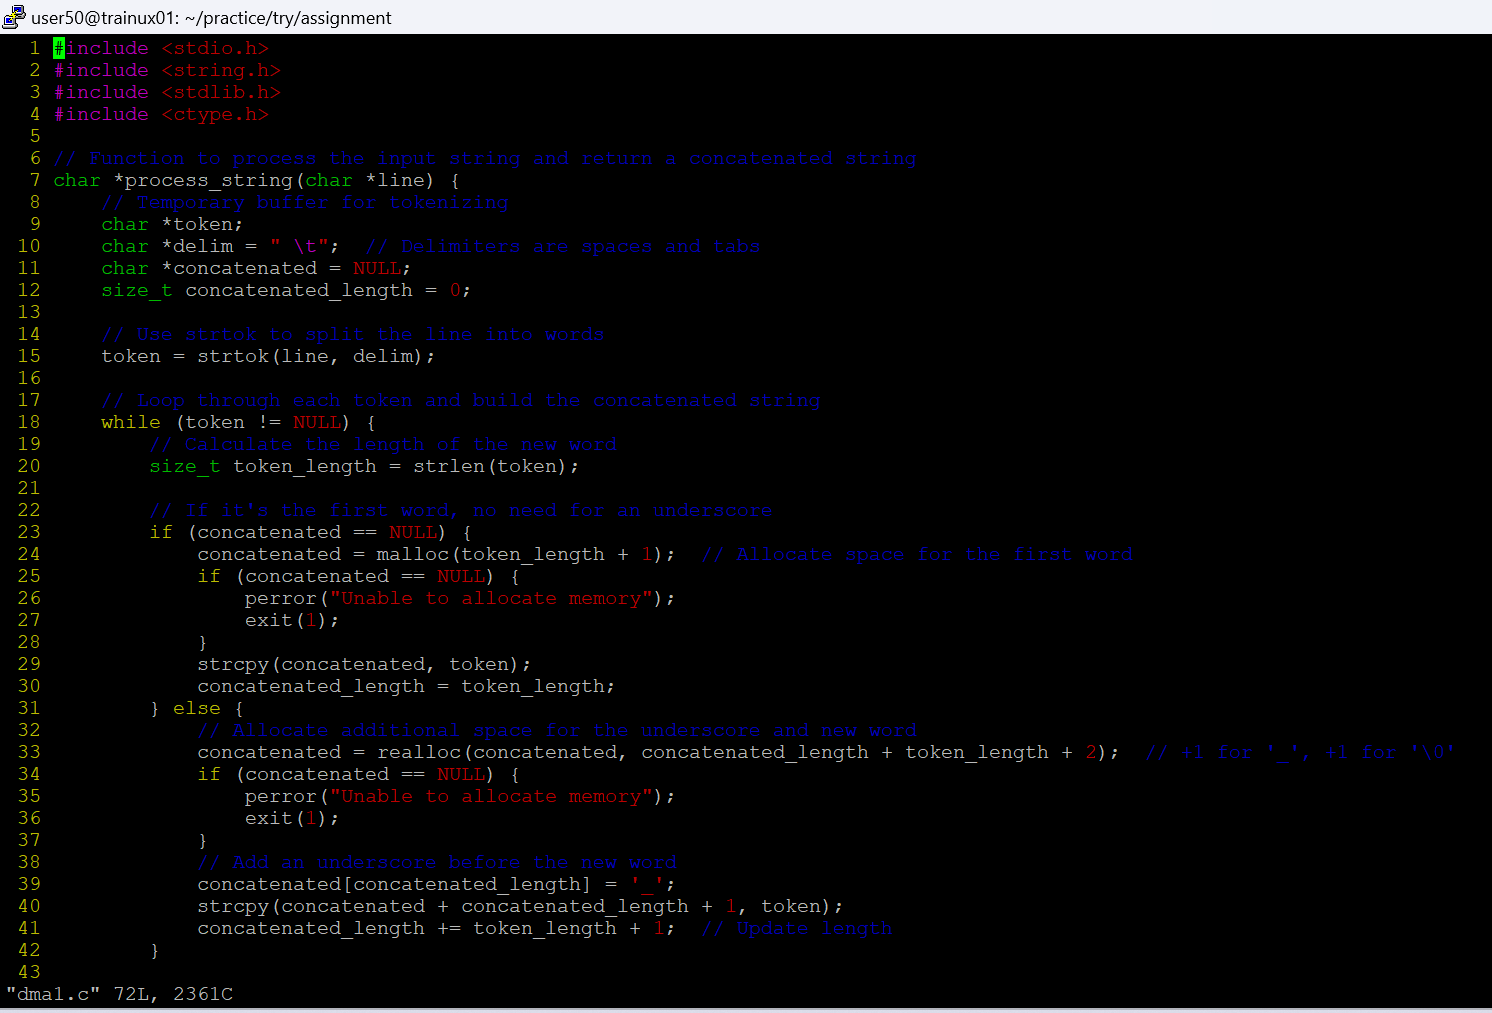 user50@trainux01: ~/practice/try/assignment
1 #include <stdio.h>
2 #include <string.h>
3 #include <stdlib.h>
4 #include <ctype.h>
5
6 // Function to process the input string and return a concatenated string
7 char *process_string(char *line) {
8     // Temporary buffer for tokenizing
9     char *token;
10     char *delim = " \t";  // Delimiters are spaces and tabs
11     char *concatenated = NULL;
12     size_t concatenated_length = 0;
13
14     // Use strtok to split the line into words
15     token = strtok(line, delim);
16
17     // Loop through each token and build the concatenated string
18     while (token != NULL) {
19         // Calculate the length of the new word
20         size_t token_length = strlen(token);
21
22         // If it's the first word, no need for an underscore
23         if (concatenated == NULL) {
24             concatenated = malloc(token_length + 1);  // Allocate space for the first word
25             if (concatenated == NULL) {
26                 perror("Unable to allocate memory");
27                 exit(1);
28             }
29             strcpy(concatenated, token);
30             concatenated_length = token_length;
31         } else {
32             // Allocate additional space for the underscore and new word
33             concatenated = realloc(concatenated, concatenated_length + token_length + 2);  // +1 for '_', +1 for '\0'
34             if (concatenated == NULL) {
35                 perror("Unable to allocate memory");
36                 exit(1);
37             }
38             // Add an underscore before the new word
39             concatenated[concatenated_length] = '_';
40             strcpy(concatenated + concatenated_length + 1, token);
41             concatenated_length += token_length + 1;  // Update length
42         }
43
"dma1.c" 72L, 2361C